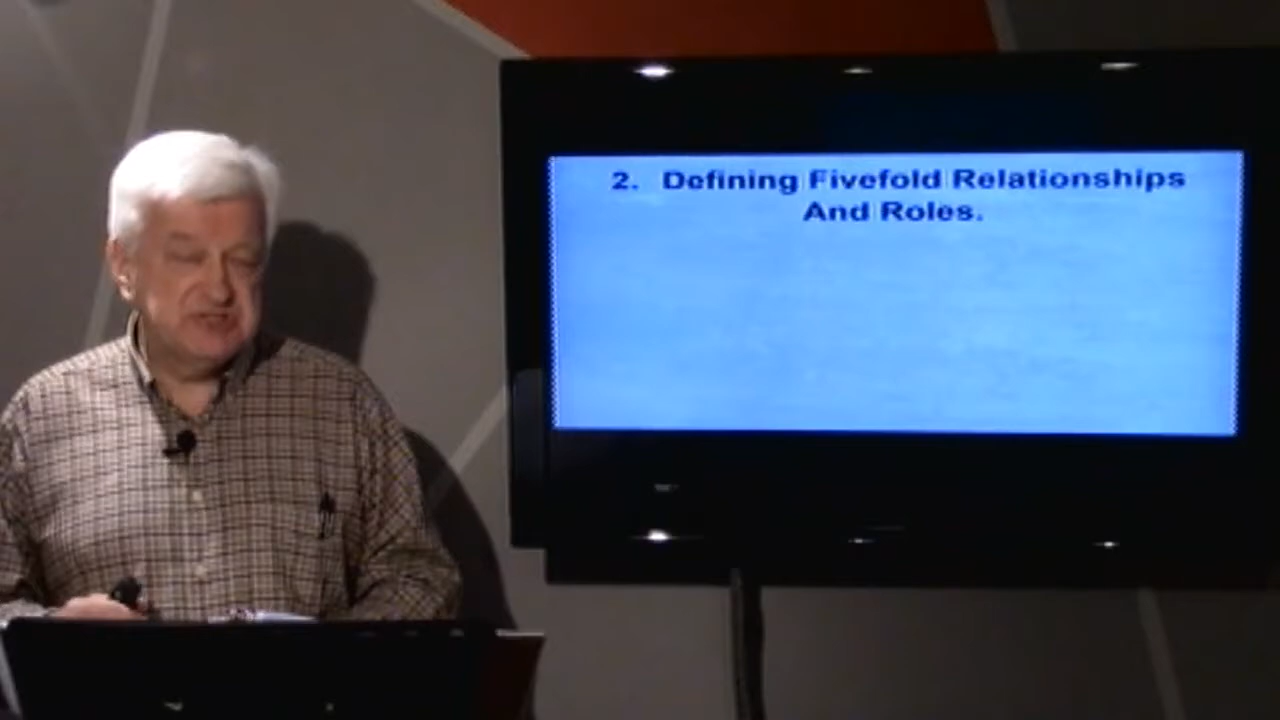 2. Defining Fivefold Relationships
And Roles.